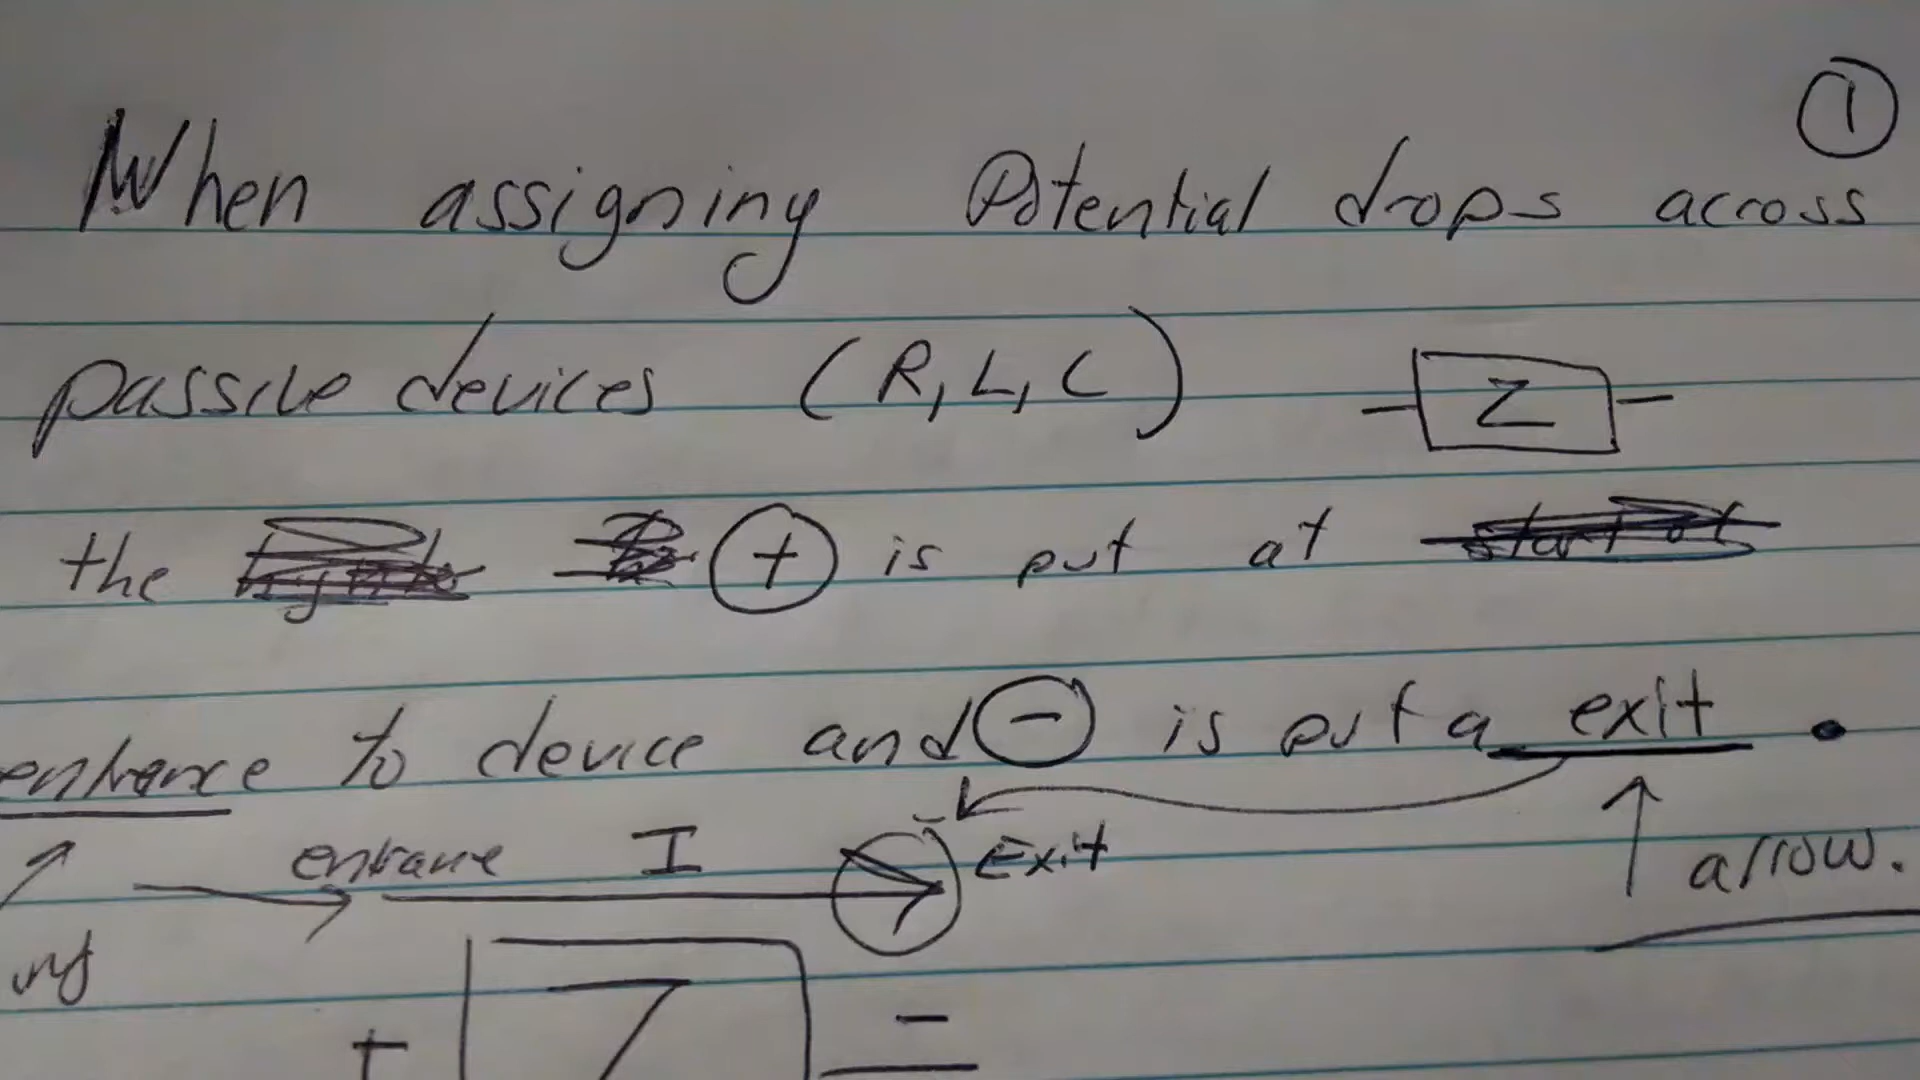 ①
When assigning Potential drops across
passive devices (R, L, C) Z
the + is put at
entrance to device and - is put a exit .
entrane I - Exit arrow.
+ Z -